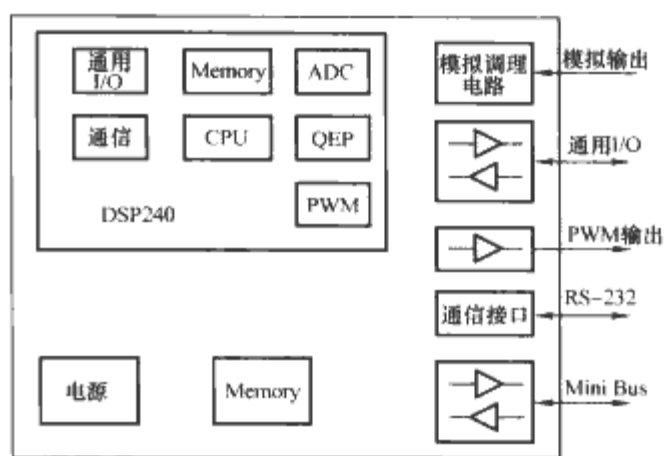 通用
I/O
Memory
ADC
通信
CPU
QEP
PWM
DSP240
电源
Memory
模拟调理
电路
模拟输出
通用I/O
PWM输出
通信接口
RS-232
Mini Bus